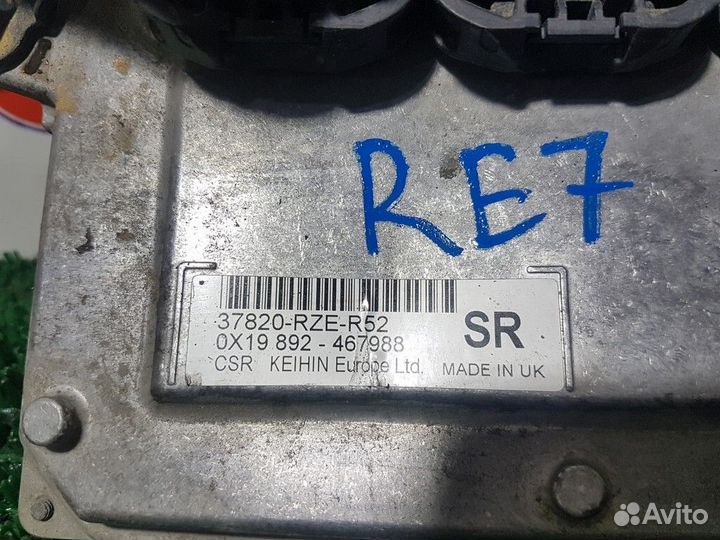 RE7
37820-RZE-R52
0X19 892 - 467988
SR
CSR KEIHIN Europe Ltd. MADE IN UK
Avito